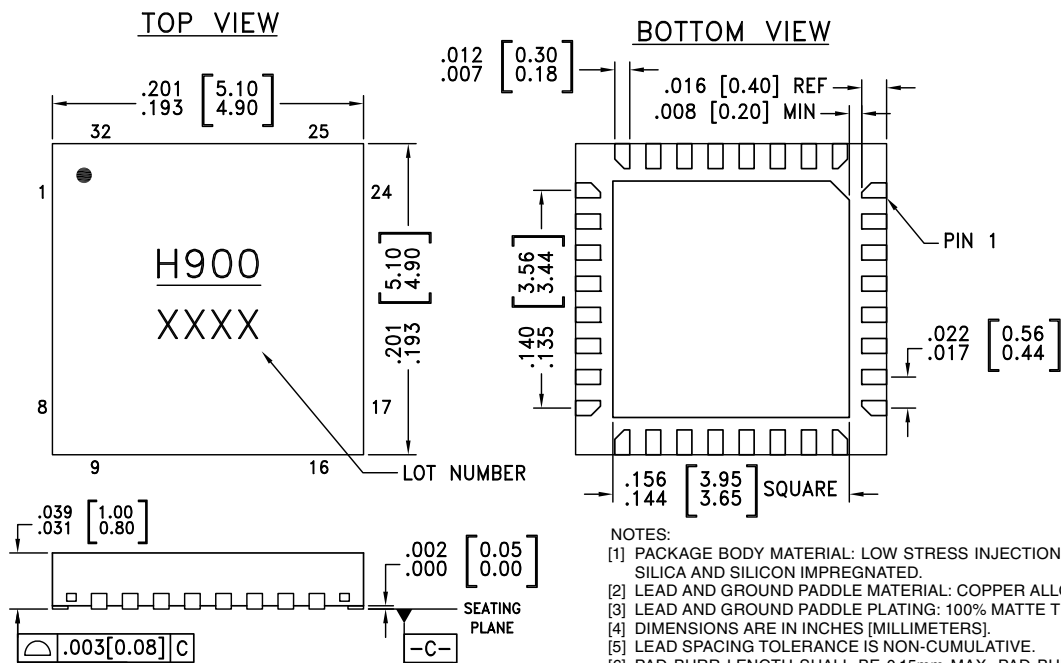 TOP VIEW
.201 [5.10]
.193 [4.90]
32 25
1 24
H900
XXXX
8 17
9 16
[5.10]
[4.90]
.201
.193
LOT NUMBER
.039 [1.00]
.031 [0.80]
.002 [0.05]
.000 [0.00]
SEATING
PLANE
.003[0.08] C
-C-
BOTTOM VIEW
.012 [0.30]
.007 [0.18]
.016 [0.40] REF
.008 [0.20] MIN
PIN 1
[3.56]
[3.44]
.140
.135
.022 [0.56]
.017 [0.44]
.156 [3.95] SQUARE
.144 [3.65]
NOTES:
[1] PACKAGE BODY MATERIAL: LOW STRESS INJECTION
SILICA AND SILICON IMPREGNATED.
[2] LEAD AND GROUND PADDLE MATERIAL: COPPER
[3] LEAD AND GROUND PADDLE PLATING: 100% MATTE
[4] DIMENSIONS ARE IN INCHES [MILLIMETERS].
[5] LEAD SPACING TOLERANCE IS NON-CUMULATIVE.